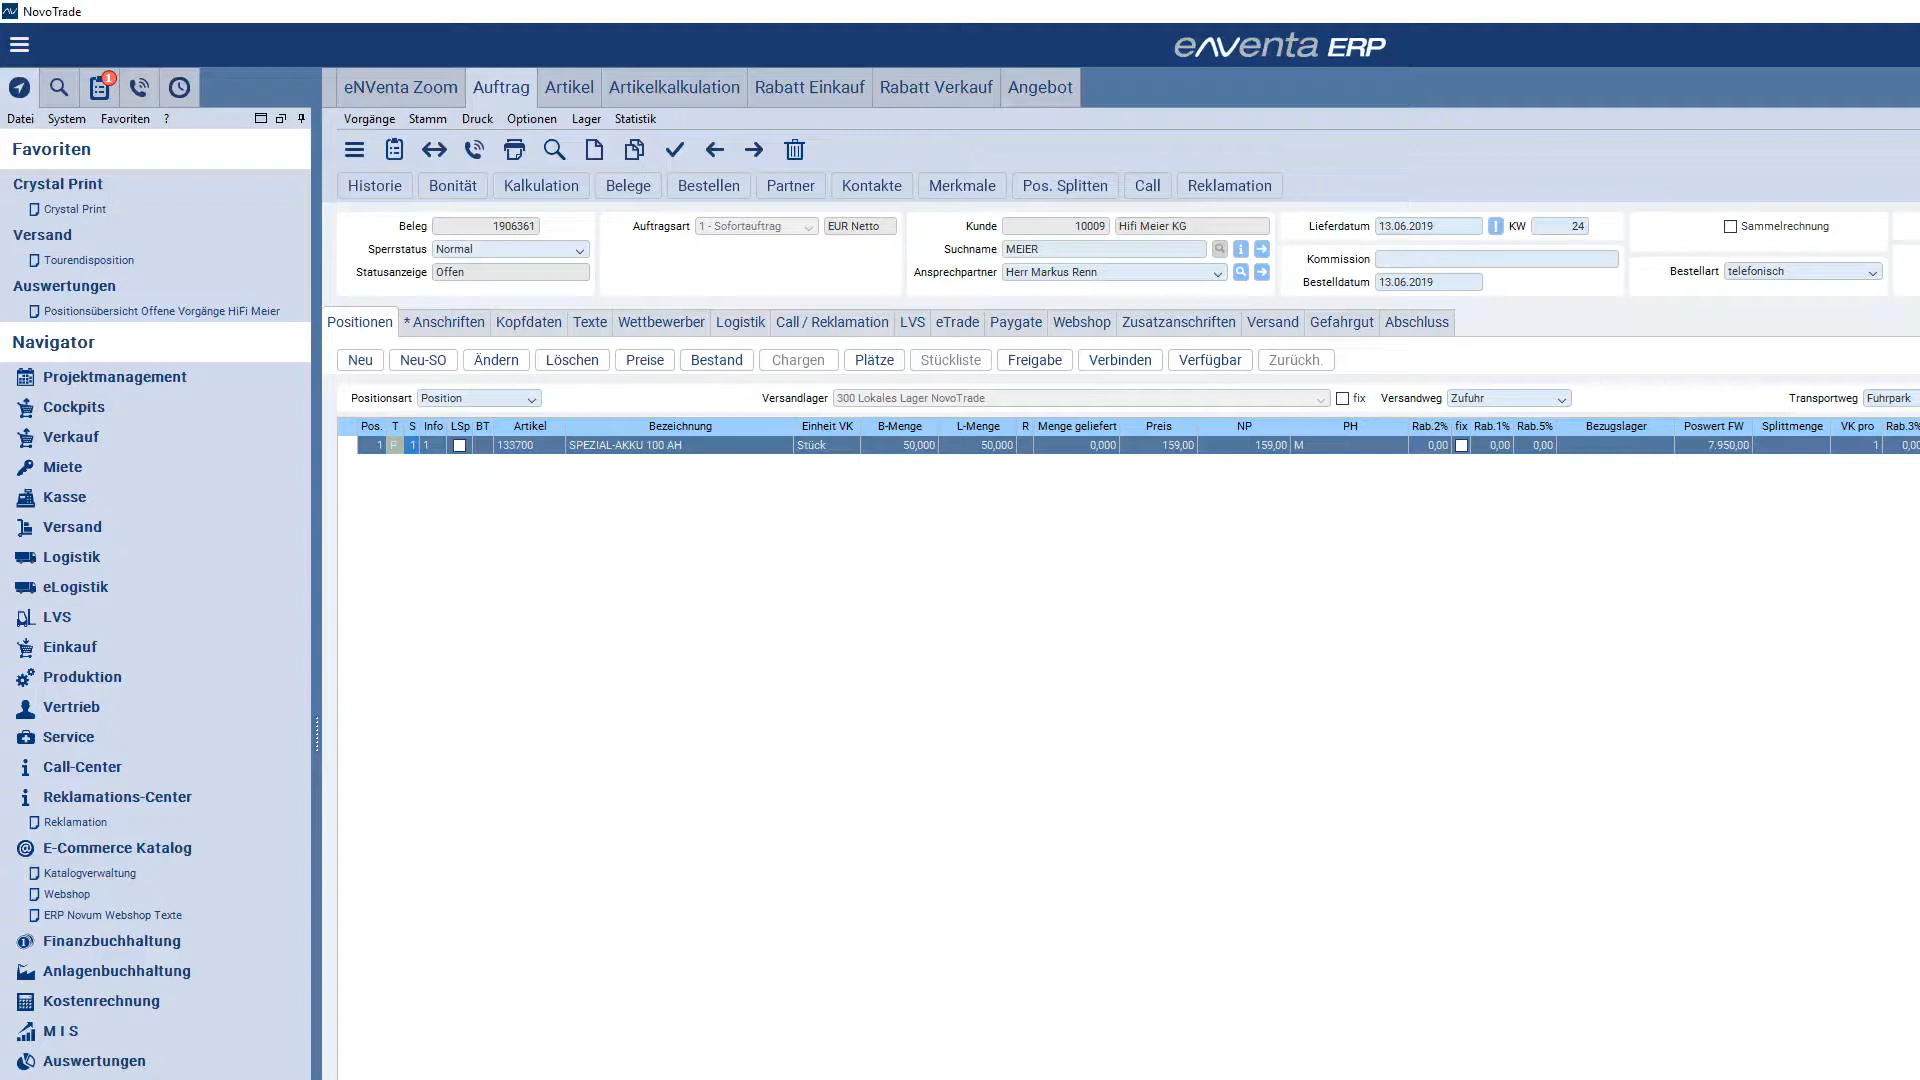 NovoTrade
eNVenta ERP
1
eNVenta Zoom Auftrag Artikel Artikelkalkulation Rabatt Einkauf Rabatt Verkauf Angebot
Datei System Favoriten ?
Vorgänge Stamm Druck Optionen Lager Statistik
Favoriten
Crystal Print
Crystal Print
Versand
Tourendisposition
Auswertungen
Positionsübersicht Offene Vorgänge HiFi Meier
Navigator
Projektmanagement
Cockpits
Verkauf
Miete
Kasse
Versand
Logistik
eLogistik
LVS
Einkauf
Produktion
Vertrieb
Service
Call-Center
Reklamations-Center
Reklamation
E-Commerce Katalog
Katalogverwaltung
Webshop
ERP Novum Webshop Texte
Finanzbuchhaltung
Anlagenbuchhaltung
Kostenrechnung
M I S
Auswertungen
Historie Bonität Kalkulation Belege Bestellen Partner Kontakte Merkmale Pos. Splitten Call Reklamation
Beleg 1906361 Auftragsart 1 - Sofortauftrag EUR Netto Kunde 10009 Hifi Meier KG Lieferdatum 13.06.2019 KW 24 Sammelrechnung
Sperrstatus Normal Suchname MEIER
Kommission
Statusanzeige Offen Ansprechpartner Herr Markus Renn Bestellart telefonisch
Bestelldatum 13.06.2019
Positionen * Anschriften Kopfdaten Texte Wettbewerber Logistik Call / Reklamation LVS eTrade Paygate Webshop Zusatzanschriften Versand Gefahrgut Abschluss
Neu Neu-SO Ändern Löschen Preise Bestand Chargen Plätze Stückliste Freigabe Verbinden Verfügbar Zurückh.
Positionsart Position Versandlager 300 Lokales Lager NovoTrade fix Versandweg Zufuhr Transportweg Fuhrpark
Pos. T S Info LSp BT Artikel Bezeichnung Einheit VK B-Menge L-Menge R Menge geliefert Preis NP PH Rab.2% fix Rab.1% Rab.5% Bezugslager Poswert FW Splittmenge VK pro Rab.3%
1 P 1 1 133700 SPEZIAL-AKKU 100 AH Stück 50,000 50,000 0,000 159,00 159,00 M 0,00 0,00 0,00 7.950,00 1 0,00